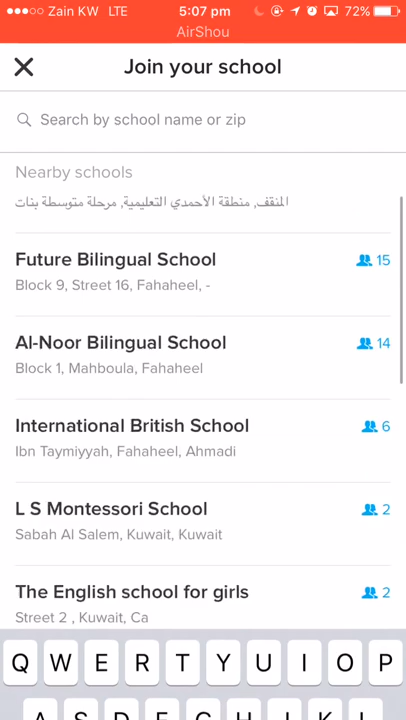 Zain KW LTE 5:07 pm 72%
AirShou
Join your school
Search by school name or zip
Nearby schools
المنقف, منطقة الأحمدي التعليمية, مرحلة متوسطة بنات
Future Bilingual School 15
Block 9, Street 16, Fahaheel, -
Al-Noor Bilingual School 14
Block 1, Mahboula, Fahaheel
International British School 6
Ibn Taymiyyah, Fahaheel, Ahmadi
L S Montessori School 2
Sabah Al Salem, Kuwait, Kuwait
The English school for girls 2
Street 2 , Kuwait, Ca
Q W E R T Y U I O P
A S D F G H J K L